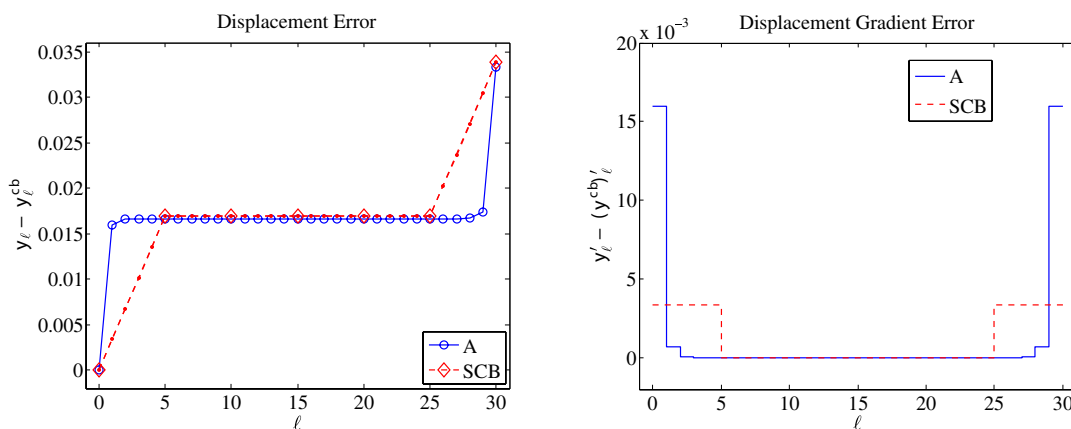 Displacement Error
0.035
0.03
0.025
0.02
0.015
0.01
0.005
0
0 5 10 15 20 25 30
ℓ
y_ℓ − y_ℓ^cb
A
SCB
Displacement Gradient Error
20 x 10^−3
15
10
5
0
0 5 10 15 20 25 30
ℓ
y′_ℓ − (y^cb)′_ℓ
A
SCB